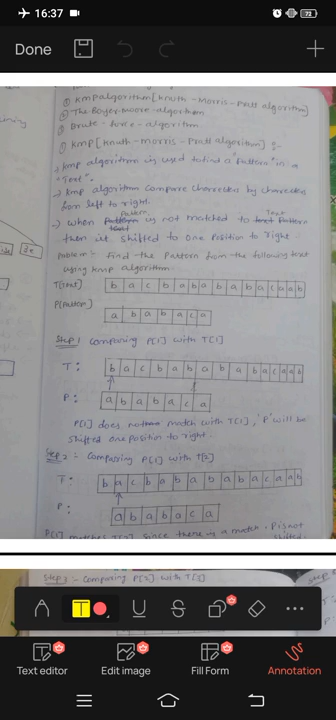 16:37
72
Done
① KMP algorithm [Knuth-Morris-Pratt algorithm]
② The Boyer-Moore-algorithm
③ Brute-force-algorithm
① KMP [Knuth-Morris-Pratt algorithm] :-
→ KMP algorithm is used to find a "Pattern" in a
"Text".
→ KMP algorithm compare character by character
from left to right.
→ When Pattern is not matched to Text
then it shifted to one position to right.
Problem:- Find the Pattern from the following text
using KMP algorithm.
T[Text] b a c b a b a b a b a c a a b
P[Pattern]
a b a b a c a
Step 1 Comparing P[1] with T[1]
T: b a c b a b a b a b a c a a b
P: a b a b a c a
P[1] does not match with T[1], 'P' will be
shifted one position to right.
Step 2 :- Comparing P[1] with T[2]
T: b a c b a b a b a b a c a a b
P: a b a b a c a
P[1] matches T[2] since there is a match, P is not shifted.
Step 3 :- Comparing P[2] with T[3]
T
U
S
Text editor
Edit image
Fill Form
Annotation